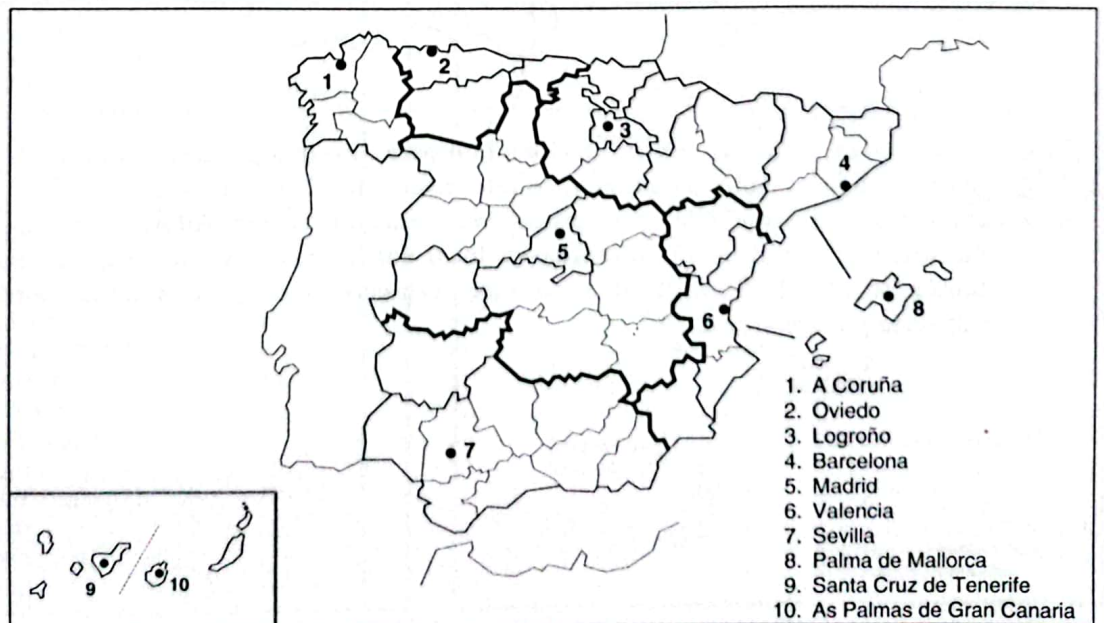 1
2
3
4
5
6
7
8
9
10
1. A Coruña
2. Oviedo
3. Logroño
4. Barcelona
5. Madrid
6. Valencia
7. Sevilla
8. Palma de Mallorca
9. Santa Cruz de Tenerife
10. As Palmas de Gran Canaria